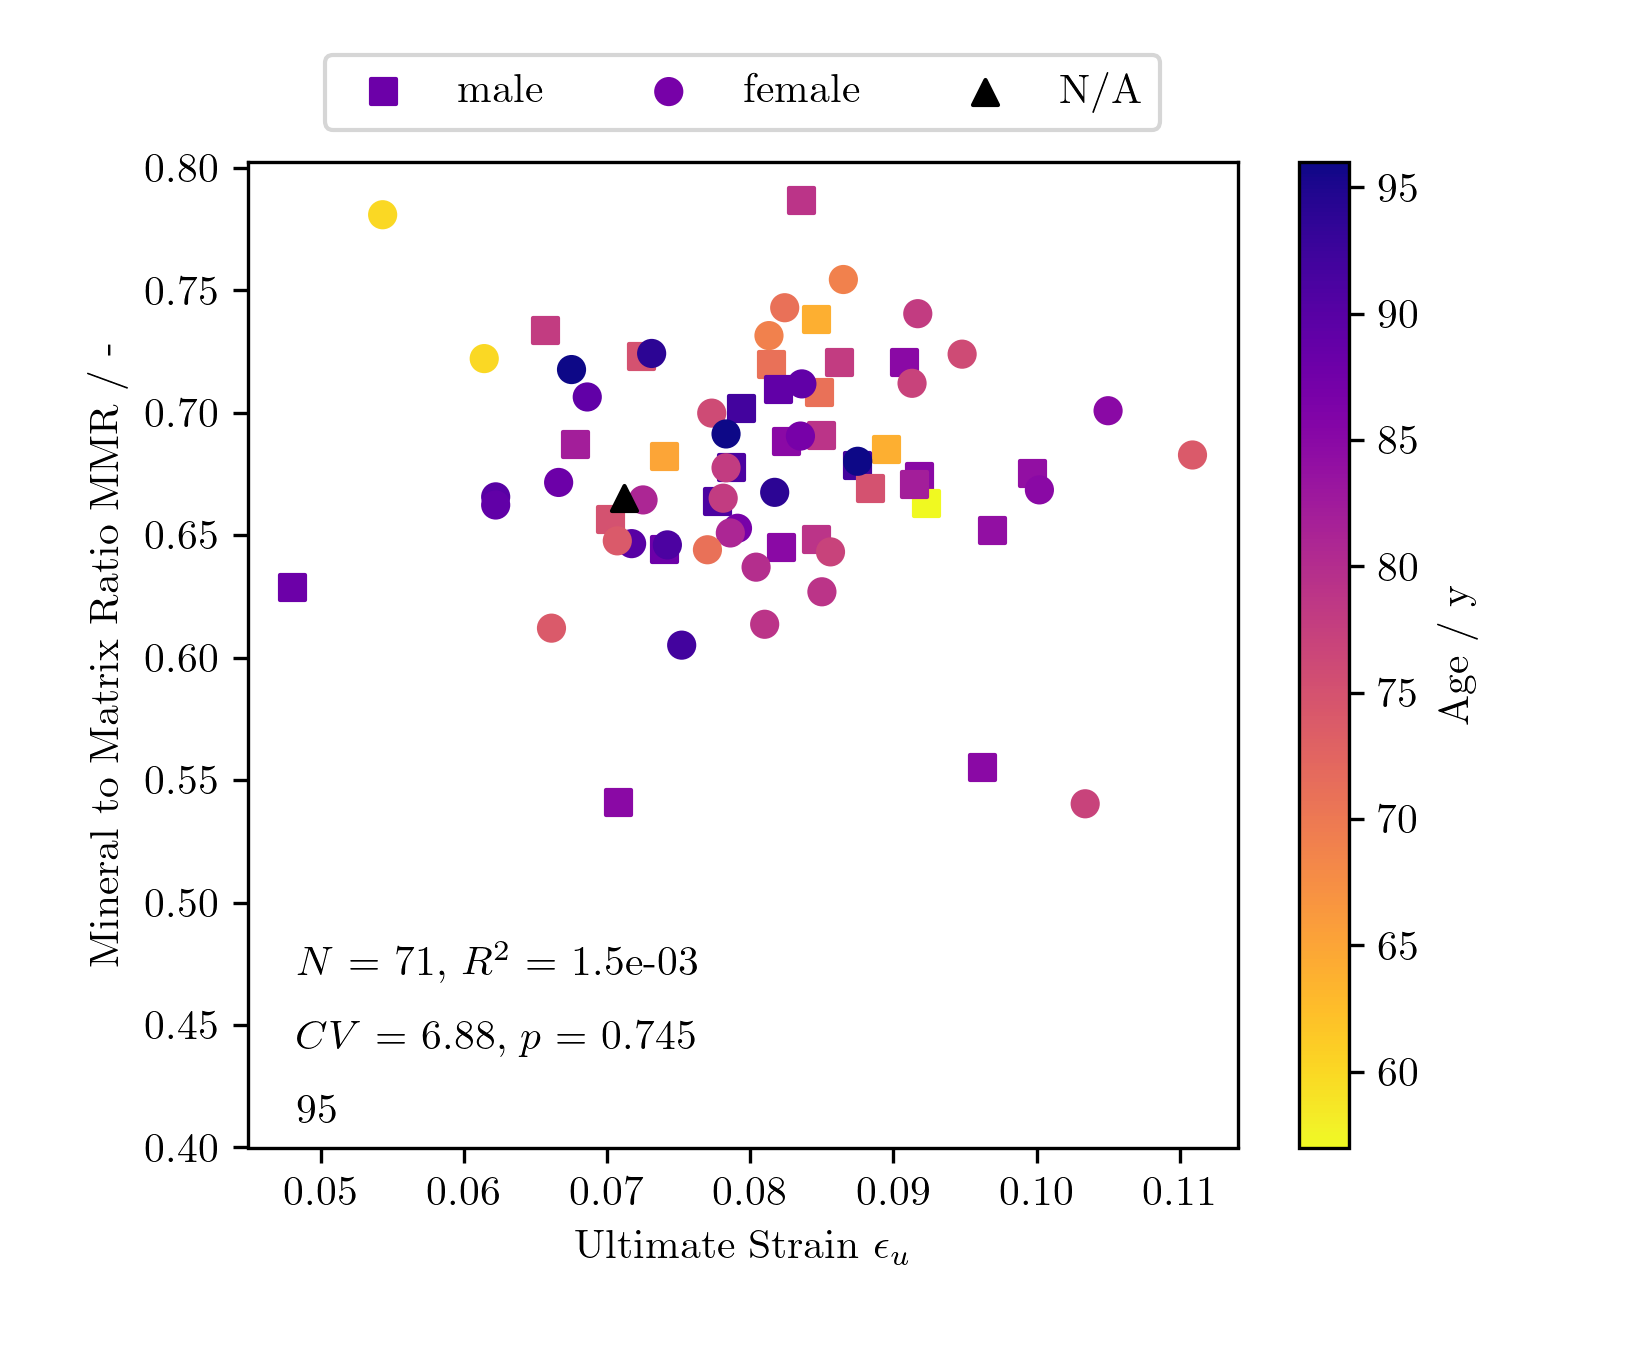 male female N/A
0.80
0.75
0.70
0.65
0.60
0.55
0.50
0.45
0.40
Mineral to Matrix Ratio MMR / -
N = 71, R² = 1.5e-03
CV = 6.88, p = 0.745
95
0.05 0.06 0.07 0.08 0.09 0.10 0.11
Ultimate Strain ϵᵤ
95
90
85
80
75
70
65
60
Age / y